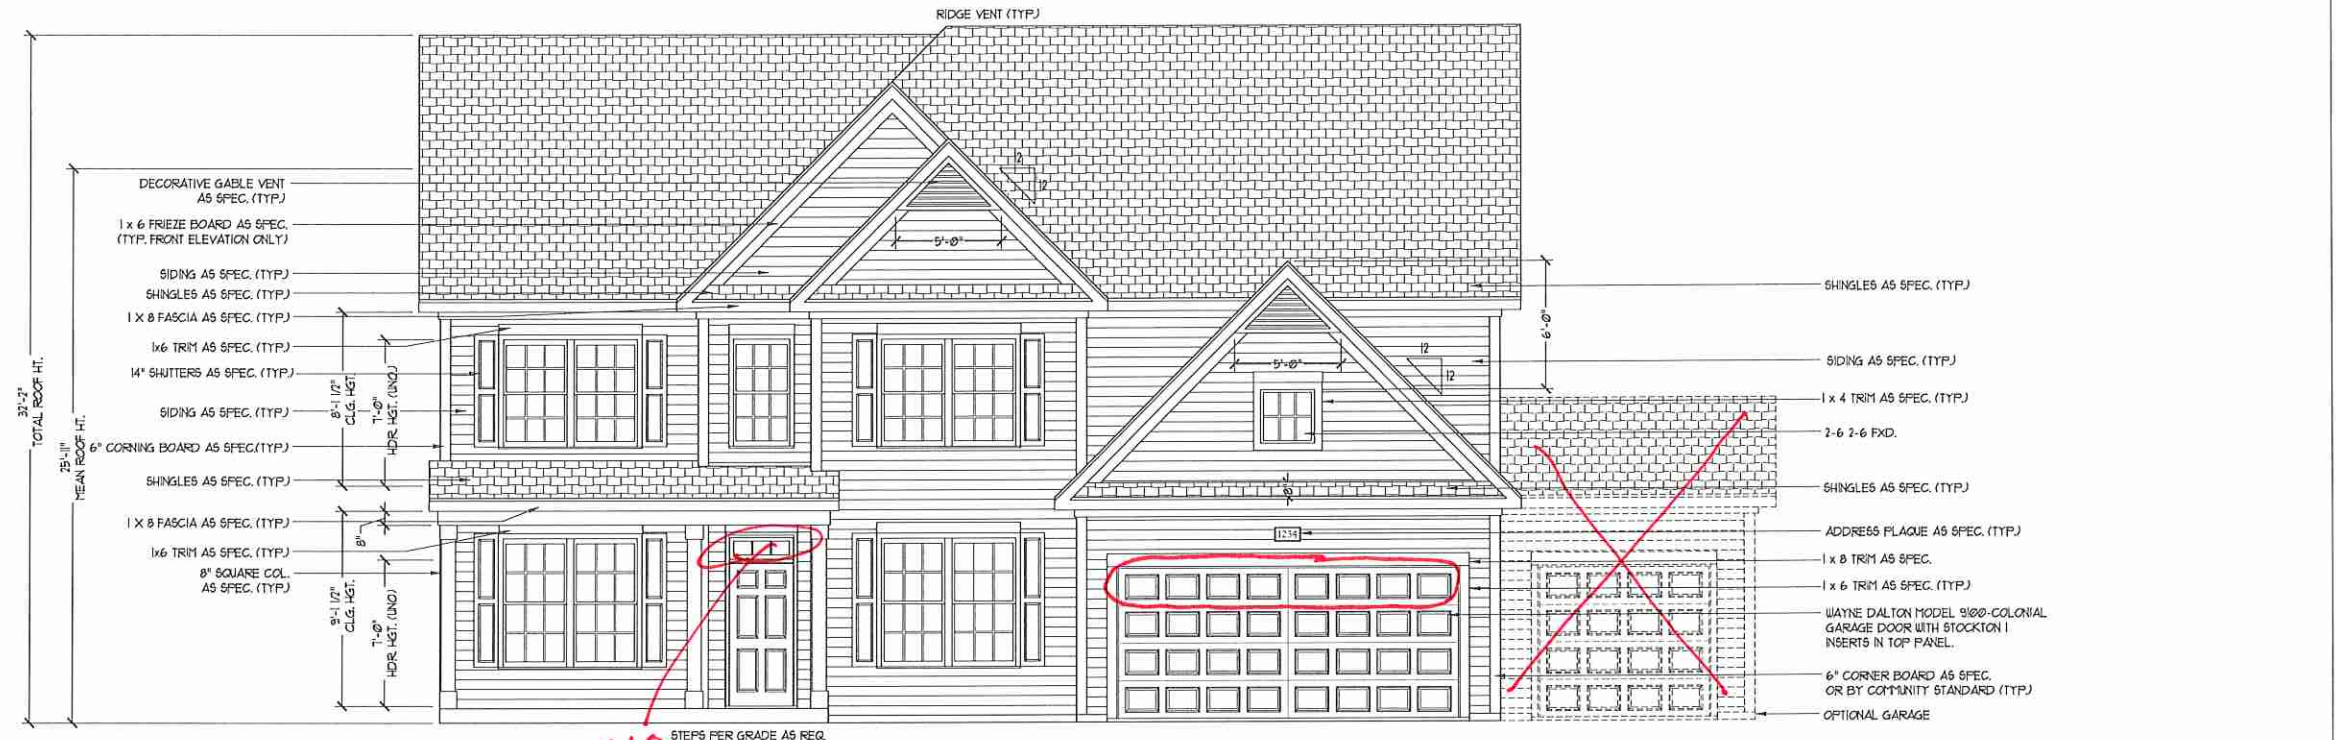 RIDGE VENT (TYP.)
DECORATIVE GABLE VENT
AS SPEC. (TYP.)
1 x 6 FRIEZE BOARD AS SPEC.
(TYP. FRONT ELEVATION ONLY)
SIDING AS SPEC. (TYP.)
SHINGLES AS SPEC. (TYP.)
1 X 8 FASCIA AS SPEC. (TYP.)
1x6 TRIM AS SPEC. (TYP.)
14" SHUTTERS AS SPEC. (TYP.)
SIDING AS SPEC. (TYP.)
6" CORNING BOARD AS SPEC.(TYP.)
SHINGLES AS SPEC. (TYP.)
1 X 8 FASCIA AS SPEC. (TYP.)
1x6 TRIM AS SPEC. (TYP.)
8" SQUARE COL.
AS SPEC. (TYP.)
32'-2"
TOTAL ROOF HT.
25'-11"
MEAN ROOF HT.
8'-1 1/2"
CLG. HGT.
7'-0"
HDR HGT. (UNO.)
8"
9'-1 1/2"
CLG. HGT.
7'-0"
HDR HGT. (UNO)
12
12
5'-0"
5'-0"
12
12
6'-0"
8"
1234
STEPS PER GRADE AS REQ.
SHINGLES AS SPEC. (TYP.)
SIDING AS SPEC. (TYP.)
1 x 4 TRIM AS SPEC. (TYP.)
2-6 2-6 FXD.
SHINGLES AS SPEC. (TYP.)
ADDRESS PLAQUE AS SPEC. (TYP.)
1 x 8 TRIM AS SPEC.
1 x 6 TRIM AS SPEC. (TYP.)
WAYNE DALTON MODEL 9100-COLONIAL
GARAGE DOOR WITH STOCKTON 1
INSERTS IN TOP PANEL.
6" CORNER BOARD AS SPEC.
OR BY COMMUNITY STANDARD (TYP.)
OPTIONAL GARAGE